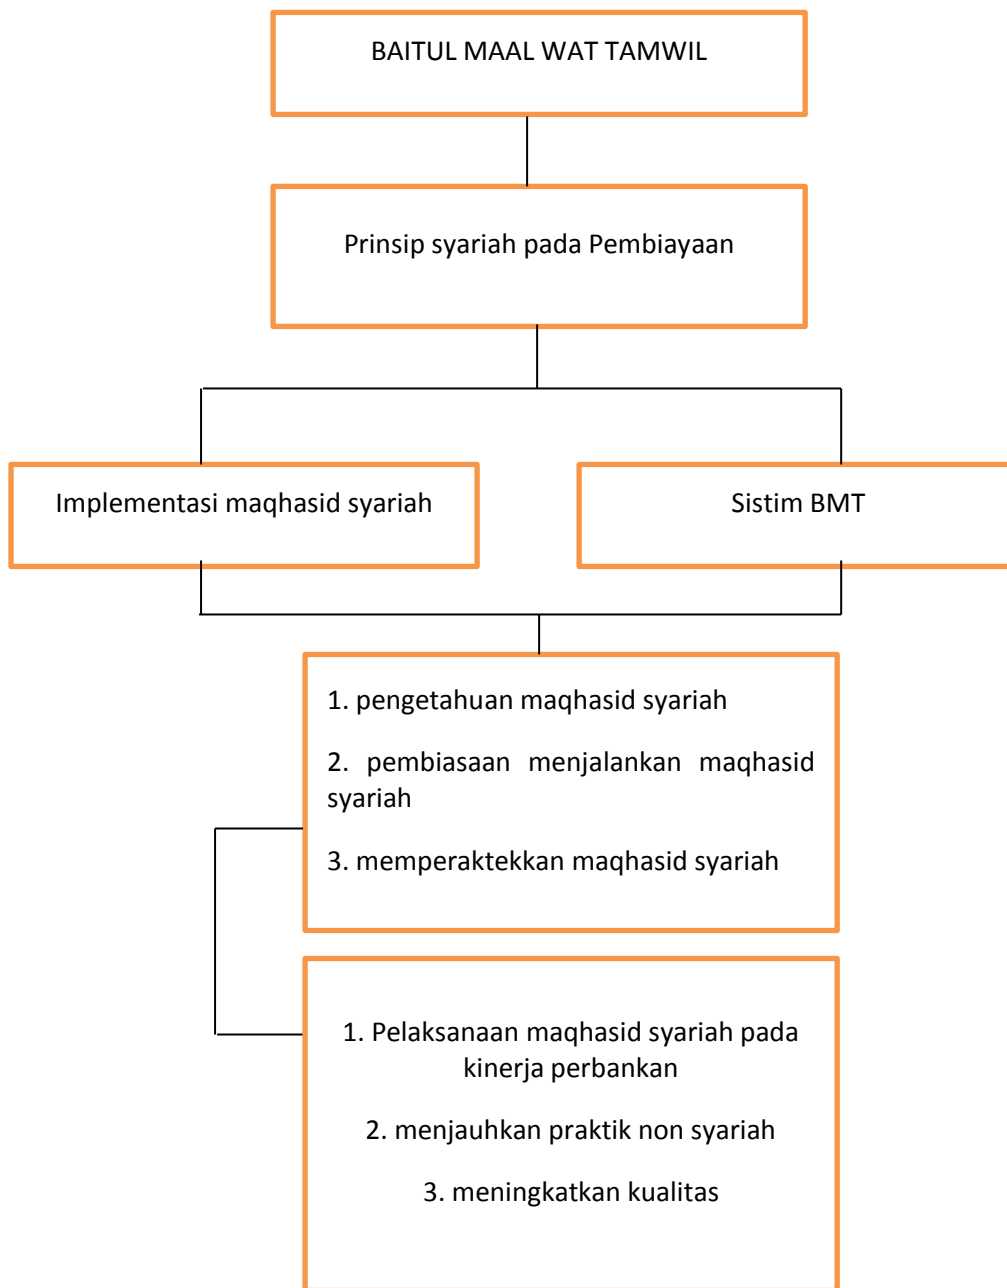 BAITUL MAAL WAT TAMWIL
Prinsip syariah pada Pembiayaan
Implementasi maqhasid syariah
Sistim BMT
1. pengetahuan maqhasid syariah
2. pembiasaan menjalankan maqhasid
syariah
3. memperaktekkan maqhasid syariah
1. Pelaksanaan maqhasid syariah pada
kinerja perbankan
2. menjauhkan praktik non syariah
3. meningkatkan kualitas